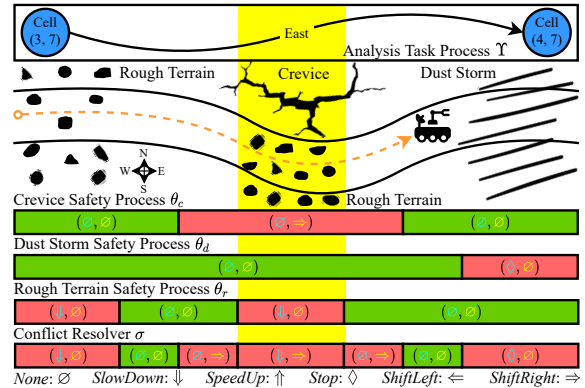 Cell
(3, 7)
Cell
(4, 7)
East
Analysis Task Process ϒ
Rough Terrain
Crevice
Dust Storm
N
W E
S
Rough Terrain
Crevice Safety Process θc
(∅, ∅) (∅, ⇒) (∅, ∅)
Dust Storm Safety Process θd
(∅, ∅) (◊, ∅)
Rough Terrain Safety Process θr
(⇓, ∅) (∅, ∅) (⇓, ∅) (∅, ∅)
Conflict Resolver σ
(⇓, ∅) (∅, ∅) (∅, ⇒) (⇓, ⇒) (∅, ⇒) (∅, ∅) (◊, ∅)
None: ∅ SlowDown: ⇓ SpeedUp: ⇑ Stop: ◊ ShiftLeft: ⇐ ShiftRight: ⇒